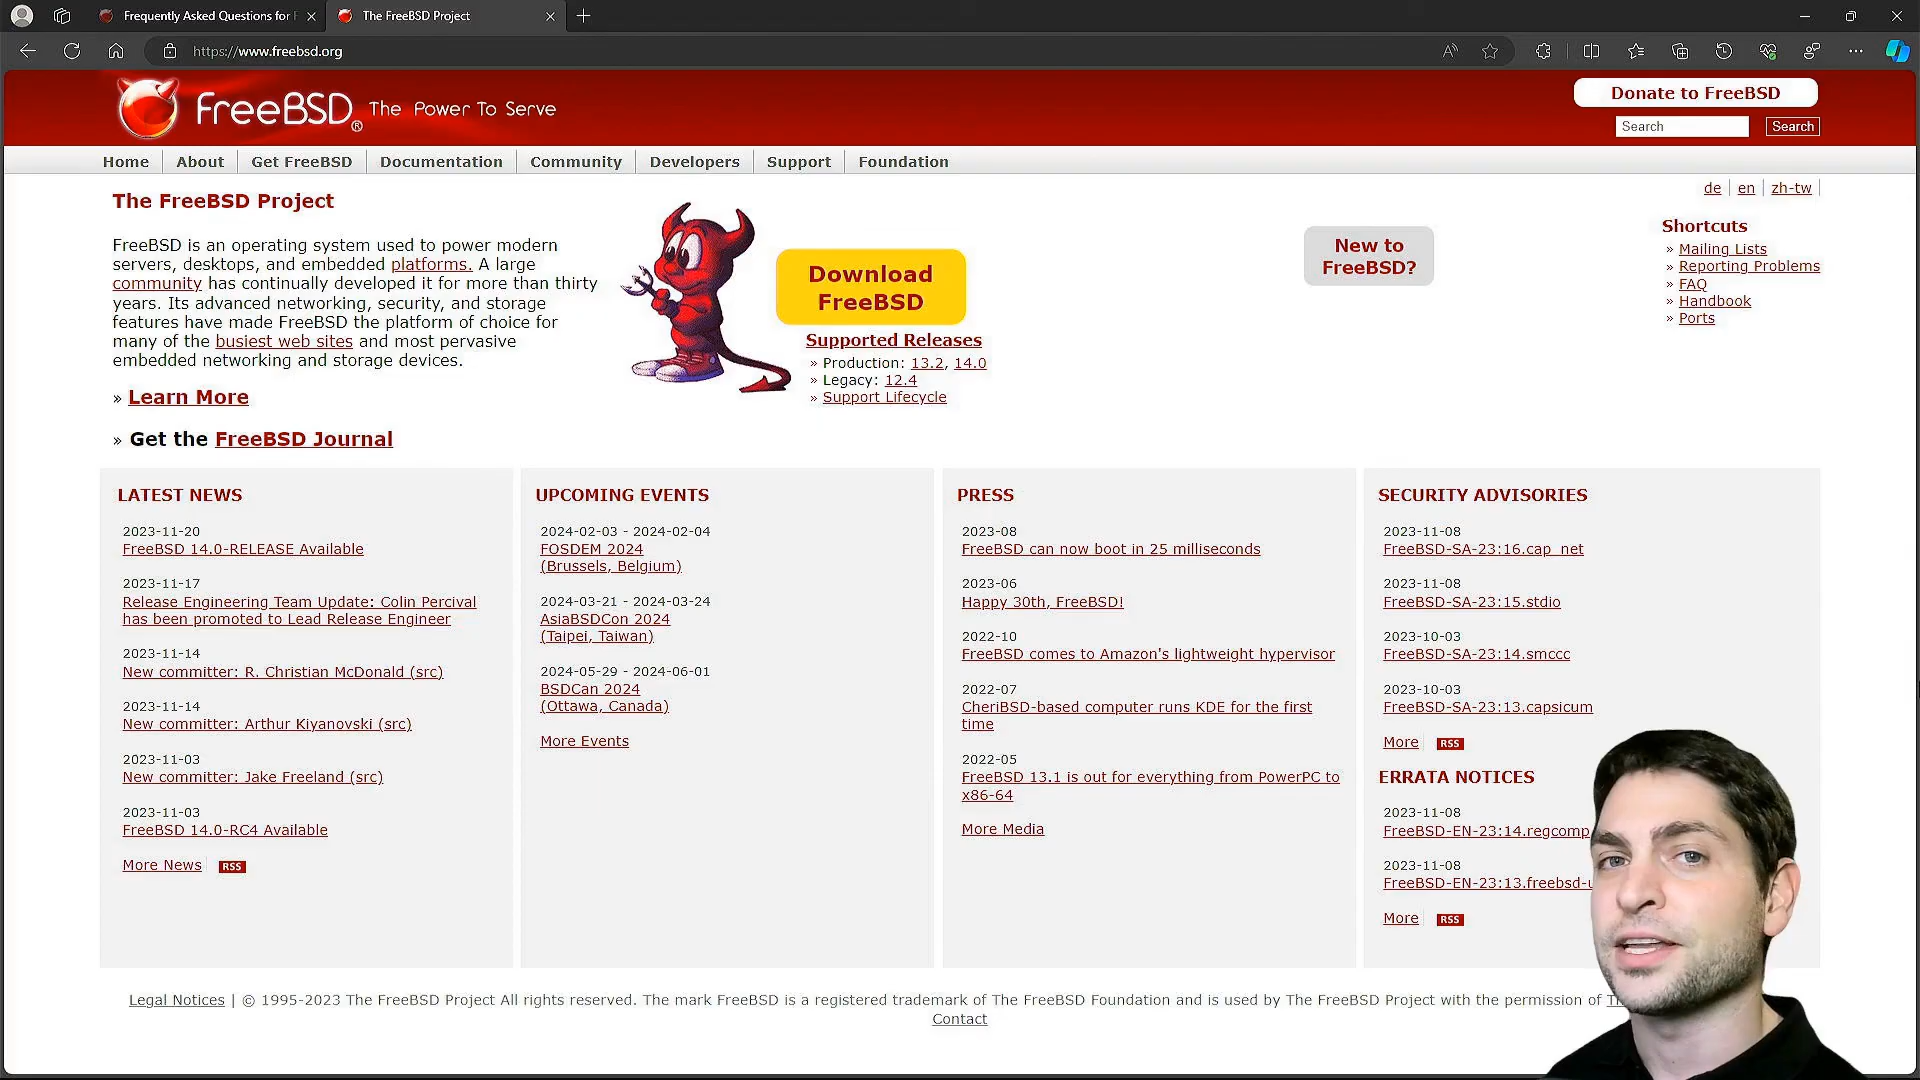 Frequently Asked Questions for
The FreeBSD Project
https://www.freebsd.org
FreeBSD® The Power To Serve
Donate to FreeBSD
Search
Search
Home
About
Get FreeBSD
Documentation
Community
Developers
Support
Foundation
de
en
zh-tw
The FreeBSD Project
FreeBSD is an operating system used to power modern
servers, desktops, and embedded platforms. A large
community has continually developed it for more than thirty
years. Its advanced networking, security, and storage
features have made FreeBSD the platform of choice for
many of the busiest web sites and most pervasive
embedded networking and storage devices.
» Learn More
» Get the FreeBSD Journal
Download
FreeBSD
Supported Releases
» Production: 13.2, 14.0
» Legacy: 12.4
» Support Lifecycle
New to
FreeBSD?
Shortcuts
» Mailing Lists
» Reporting Problems
» FAQ
» Handbook
» Ports
LATEST NEWS
2023-11-20
FreeBSD 14.0-RELEASE Available
2023-11-17
Release Engineering Team Update: Colin Percival
has been promoted to Lead Release Engineer
2023-11-14
New committer: R. Christian McDonald (src)
2023-11-14
New committer: Arthur Kiyanovski (src)
2023-11-03
New committer: Jake Freeland (src)
2023-11-03
FreeBSD 14.0-RC4 Available
More News RSS
UPCOMING EVENTS
2024-02-03 - 2024-02-04
FOSDEM 2024
(Brussels, Belgium)
2024-03-21 - 2024-03-24
AsiaBSDCon 2024
(Taipei, Taiwan)
2024-05-29 - 2024-06-01
BSDCan 2024
(Ottawa, Canada)
More Events
PRESS
2023-08
FreeBSD can now boot in 25 milliseconds
2023-06
Happy 30th, FreeBSD!
2022-10
FreeBSD comes to Amazon's lightweight hypervisor
2022-07
CheriBSD-based computer runs KDE for the first
time
2022-05
FreeBSD 13.1 is out for everything from PowerPC to
x86-64
More Media
SECURITY ADVISORIES
2023-11-08
FreeBSD-SA-23:16.cap_net
2023-11-08
FreeBSD-SA-23:15.stdio
2023-10-03
FreeBSD-SA-23:14.smccc
2023-10-03
FreeBSD-SA-23:13.capsicum
More RSS
ERRATA NOTICES
2023-11-08
FreeBSD-EN-23:14.regcomp
2023-11-08
FreeBSD-EN-23:13.freebsd-u
More RSS
Legal Notices | © 1995-2023 The FreeBSD Project All rights reserved. The mark FreeBSD is a registered trademark of The FreeBSD Foundation and is used by The FreeBSD Project with the permission of
Contact